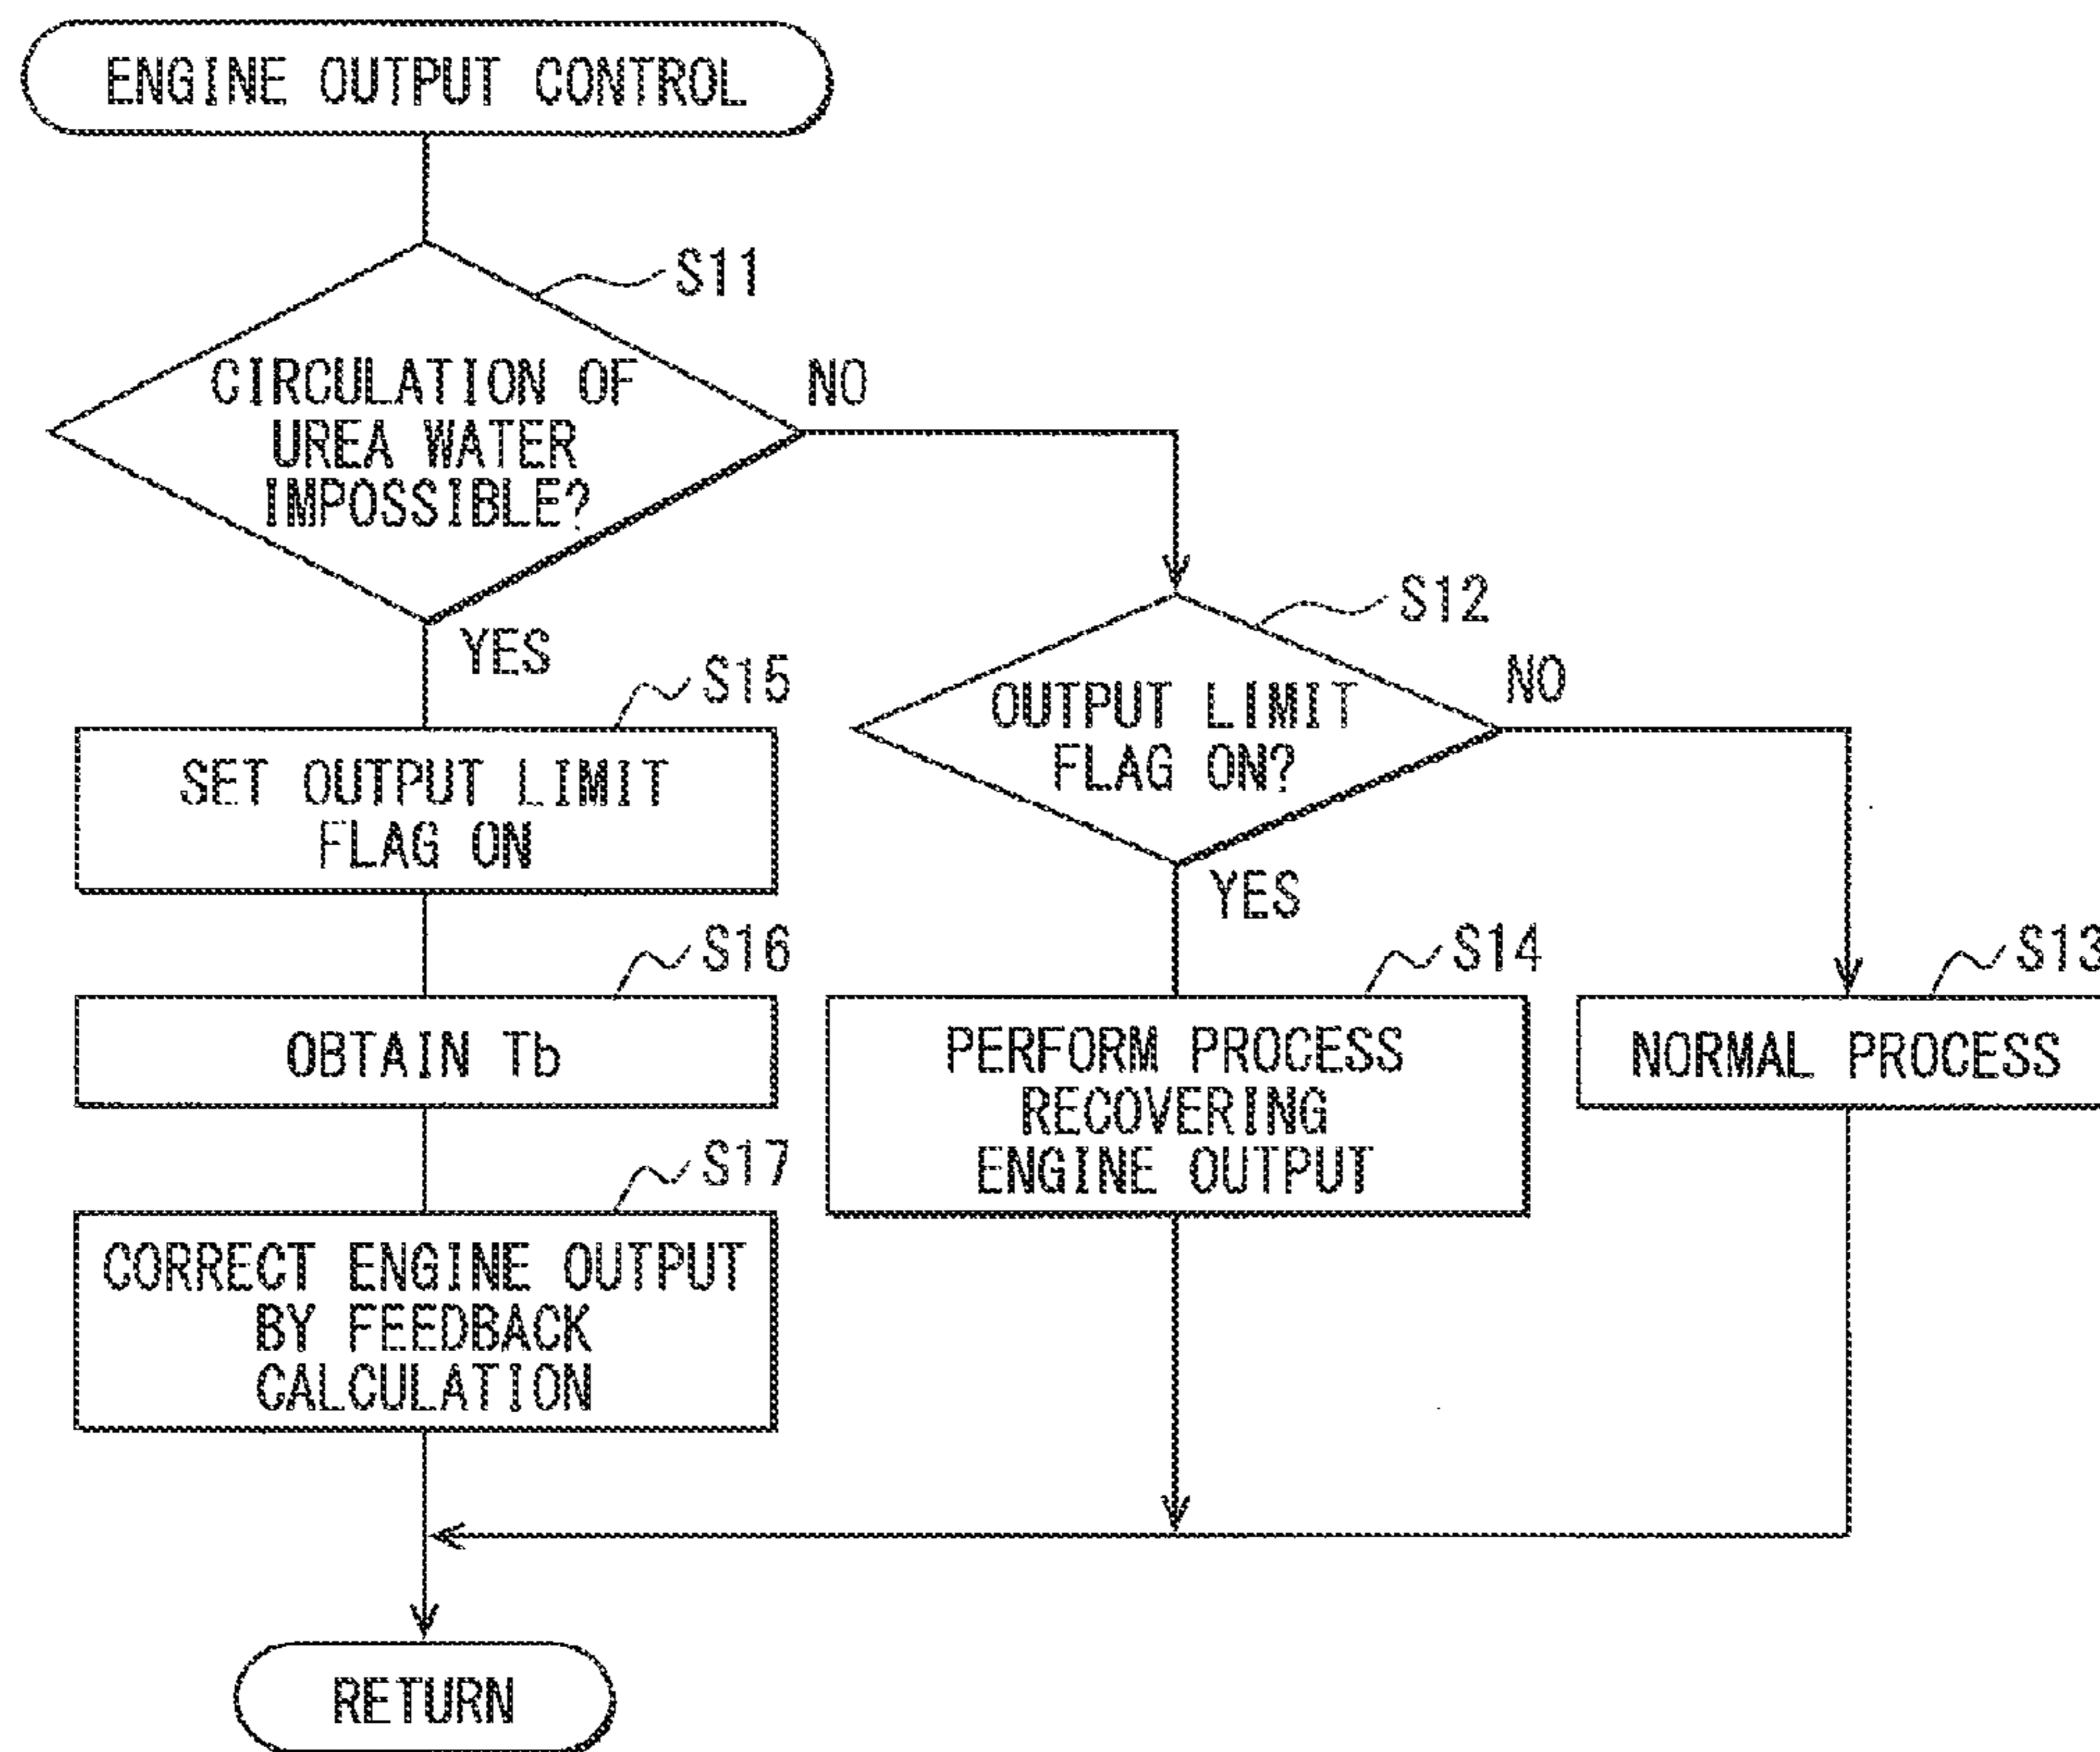 ENGINE OUTPUT CONTROL
S11
CIRCULATION OF
UREA WATER
IMPOSSIBLE?
NO
YES
S12
OUTPUT LIMIT
FLAG ON?
NO
YES
S15
SET OUTPUT LIMIT
FLAG ON
S16
OBTAIN Tb
S17
CORRECT ENGINE OUTPUT
BY FEEDBACK
CALCULATION
S14
PERFORM PROCESS
RECOVERING
ENGINE OUTPUT
S13
NORMAL PROCESS
RETURN